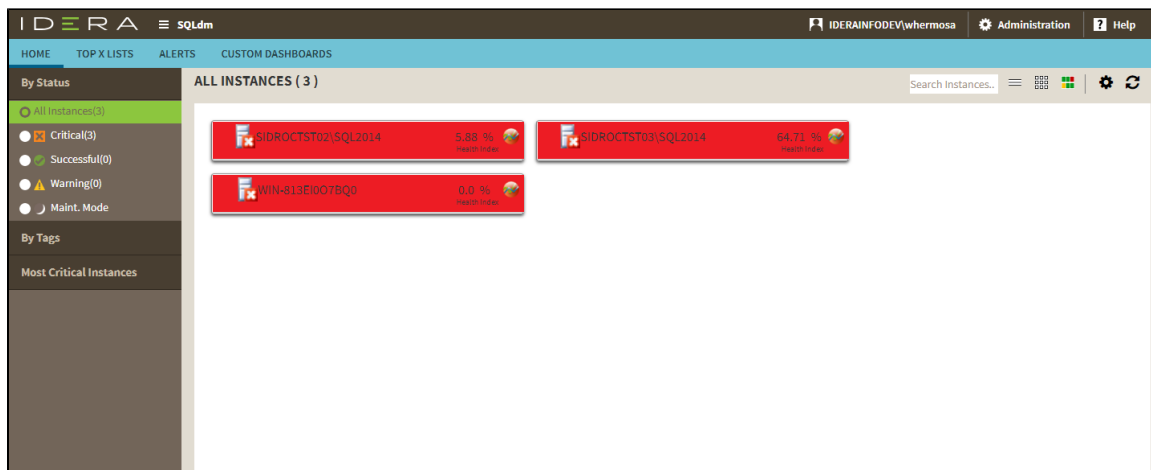 IDERA SQLdm IDERAINFODEV\whermosa Administration ? Help
HOME TOP X LISTS ALERTS CUSTOM DASHBOARDS
By Status
ALL INSTANCES ( 3 )
Search Instances..
All Instances(3)
Critical(3)
Successful(0)
Warning(0)
Maint. Mode
By Tags
Most Critical Instances
SIDROCTST02\SQL2014 5.88 %
Health Index
SIDROCTST03\SQL2014 64.71 %
Health Index
WIN-813EI0O7BQ0 0.0 %
Health Index